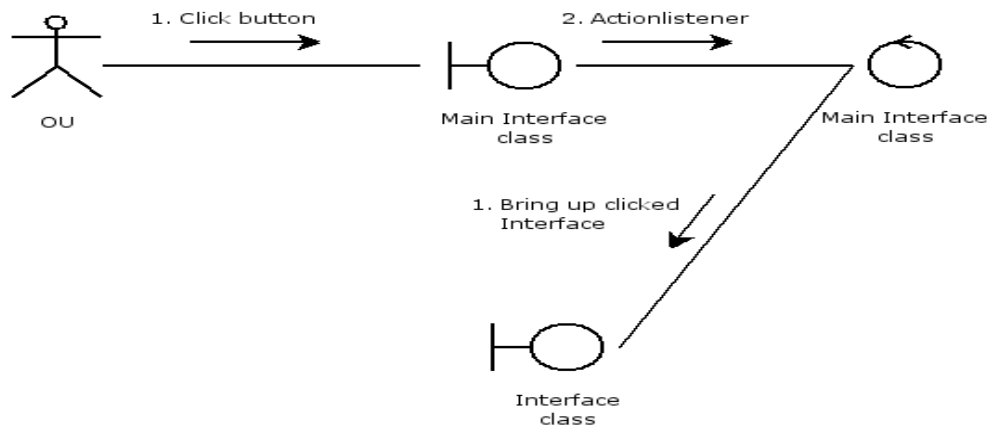 1. Click button
2. Actionlistener
OU
Main Interface
class
Main Interface
class
1. Bring up clicked
Interface
Interface
class